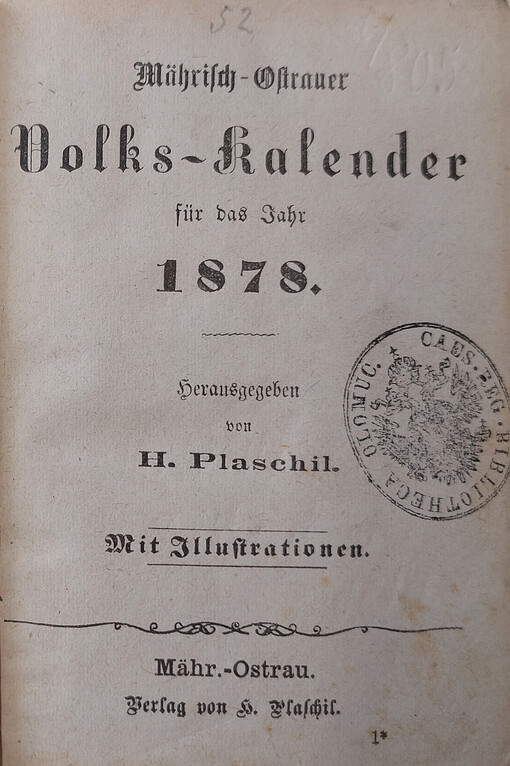 52
Mährisch-Ostrauer
Volks-Kalender
für das Jahr
1878.
Herausgegeben
von
H. Plaschil.
CAES. REG. BIBLIOTHECA OLOMUC.
Mit Illustrationen.
Mähr.-Ostrau.
Verlag von H. Plaschil.
1*